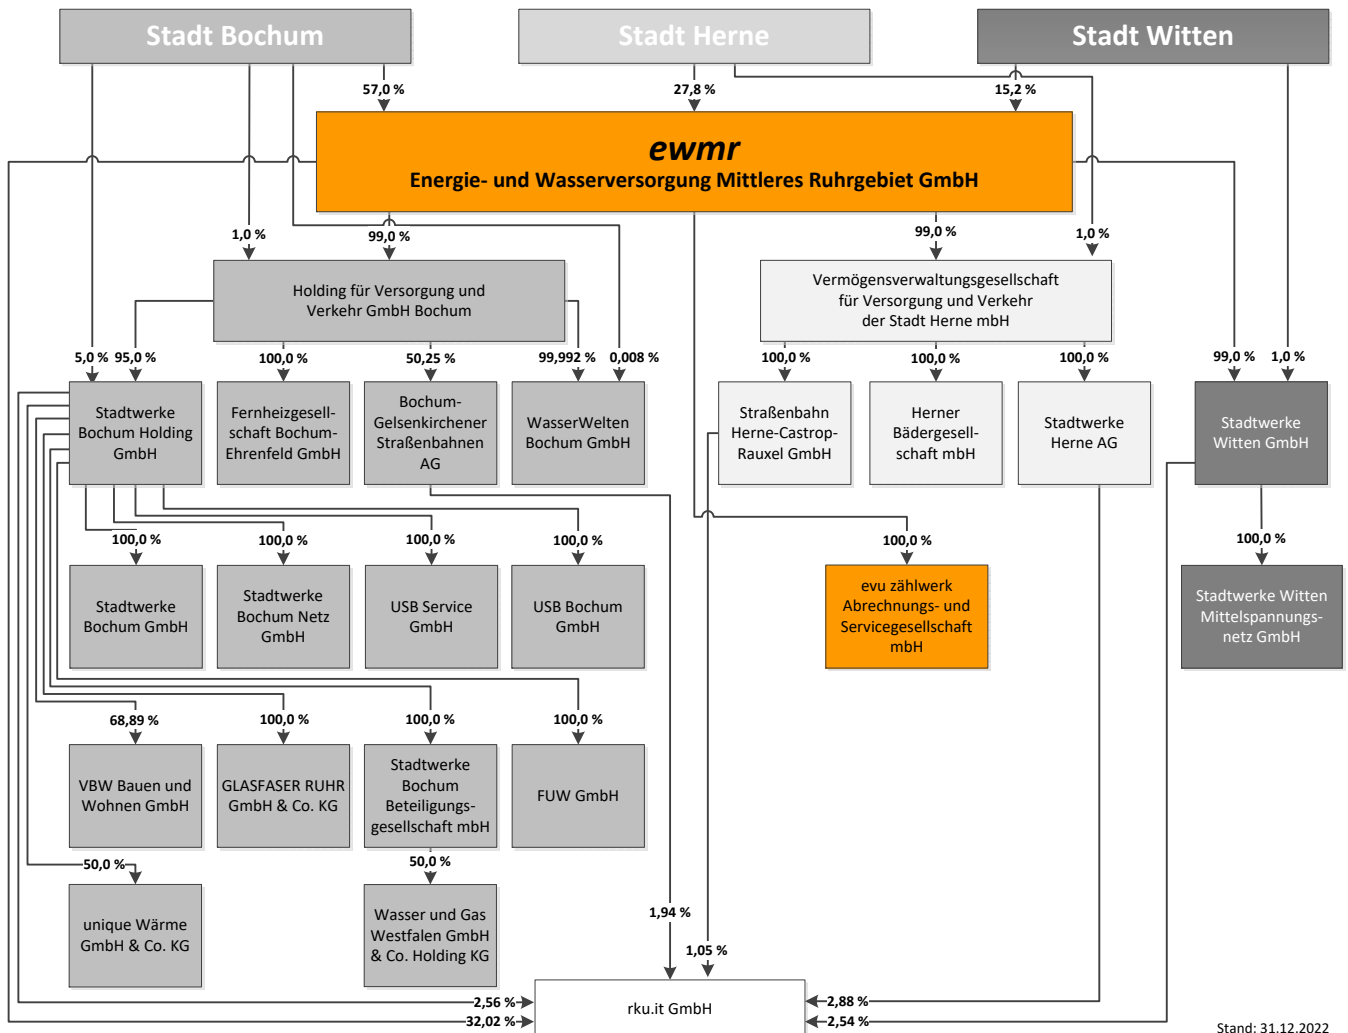 Stadt Bochum
Stadt Herne
Stadt Witten
57,0 %
27,8 %
15,2 %
ewmr
Energie- und Wasserversorgung Mittleres Ruhrgebiet GmbH
1,0 %
99,0 %
99,0 %
1,0 %
Holding für Versorgung und
Verkehr GmbH Bochum
Vermögensverwaltungsgesellschaft
für Versorgung und Verkehr
der Stadt Herne mbH
5,0 %
95,0 %
100,0 %
50,25 %
99,992 %
0,008 %
100,0 %
100,0 %
100,0 %
99,0 %
1,0 %
Stadtwerke
Bochum Holding
GmbH
Fernheizgesell-
schaft Bochum-
Ehrenfeld GmbH
Bochum-
Gelsenkirchener
Straßenbahnen
AG
WasserWelten
Bochum GmbH
Straßenbahn
Herne-Castrop-
Rauxel GmbH
Herner
Bädergesell-
schaft mbH
Stadtwerke
Herne AG
Stadtwerke
Witten GmbH
100,0 %
100,0 %
100,0 %
100,0 %
100,0 %
100,0 %
Stadtwerke
Bochum GmbH
Stadtwerke
Bochum Netz
GmbH
USB Service
GmbH
USB Bochum
GmbH
evu zählwerk
Abrechnungs- und
Servicegesellschaft
mbH
Stadtwerke Witten
Mittelspannungs-
netz GmbH
68,89 %
100,0 %
100,0 %
100,0 %
VBW Bauen und
Wohnen GmbH
GLASFASER RUHR
GmbH & Co. KG
Stadtwerke
Bochum
Beteiligungs-
gesellschaft mbH
FUW GmbH
50,0 %
50,0 %
unique Wärme
GmbH & Co. KG
Wasser und Gas
Westfalen GmbH
& Co. Holding KG
1,94 %
1,05 %
2,56 %
32,02 %
rku.it GmbH
2,88 %
2,54 %
Stand: 31.12.2022